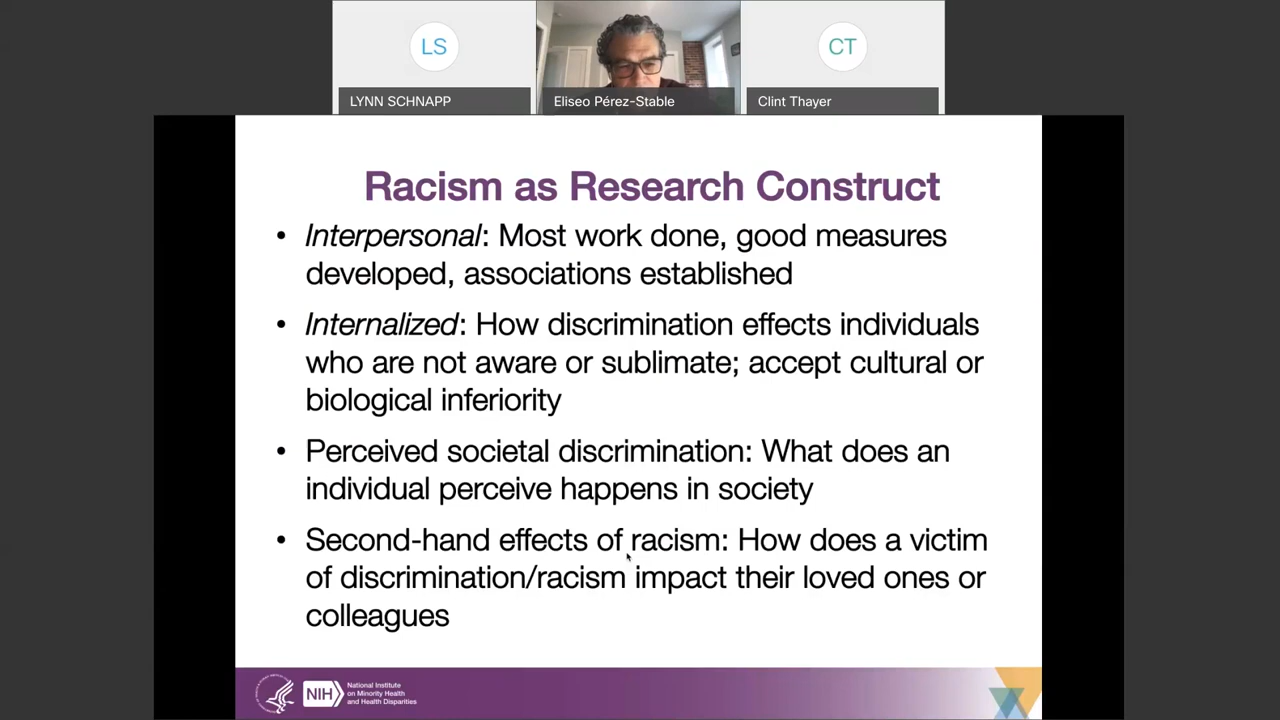 LS
CT
LYNN SCHNAPP
Eliseo Pérez-Stable
Clint Thayer
Racism as Research Construct
• Interpersonal: Most work done, good measures
developed, associations established
• Internalized: How discrimination effects individuals
who are not aware or sublimate; accept cultural or
biological inferiority
• Perceived societal discrimination: What does an
individual perceive happens in society
• Second-hand effects of racism: How does a victim
of discrimination/racism impact their loved ones or
colleagues
NIH
National Institute
on Minority Health
and Health Disparities